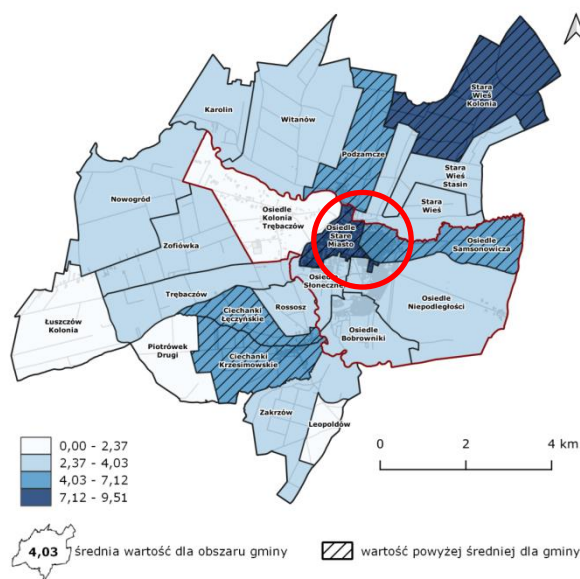 Stara
Wieś
Kolonia
Karolin
Witanów
Podzamcze
Stara
Wieś
Stasin
Nowogród
Stara
Wieś
Osiedle
Kolonia
Trębaczów
Osiedle
Stare
Miasto
Osiedle
Samsonowicza
Zofiówka
Osiedle
Słoneczne
Trębaczów
Osiedle
Niepodległości
Łuszczów
Kolonia
Ciechanki
Łęczyńskie
Rossosz
Piotrówek
Drugi
Osiedle
Bobrowniki
Ciechanki
Krzesimowskie
Zakrzów
Leopoldów
0,00 - 2,37
2,37 - 4,03
4,03 - 7,12
7,12 - 9,51
0 2 4 km
4,03 średnia wartość dla obszaru gminy
wartość powyżej średniej dla gminy